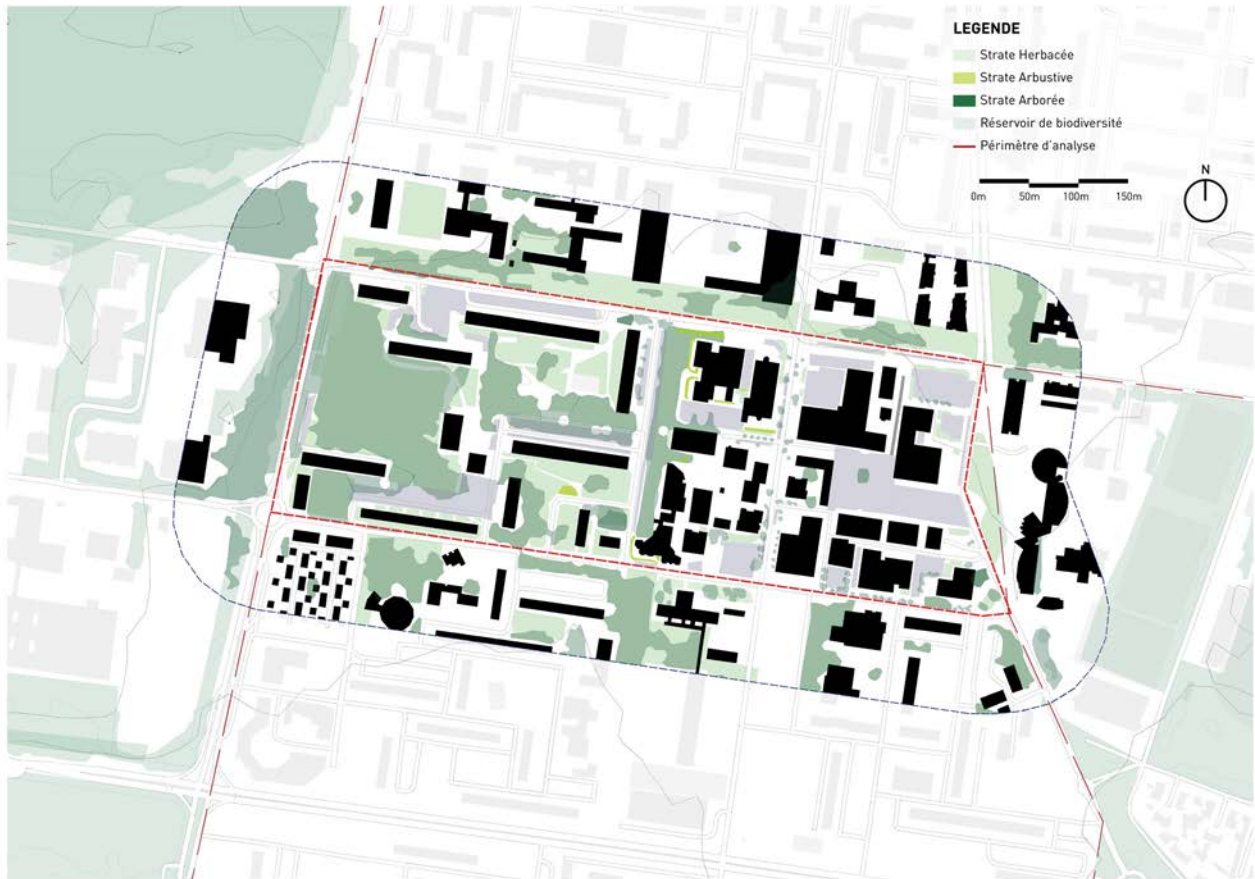 LEGENDE
Strate Herbacée
Strate Arbustive
Strate Arborée
Réservoir de biodiversité
Périmètre d'analyse
0m 50m 100m 150m
N